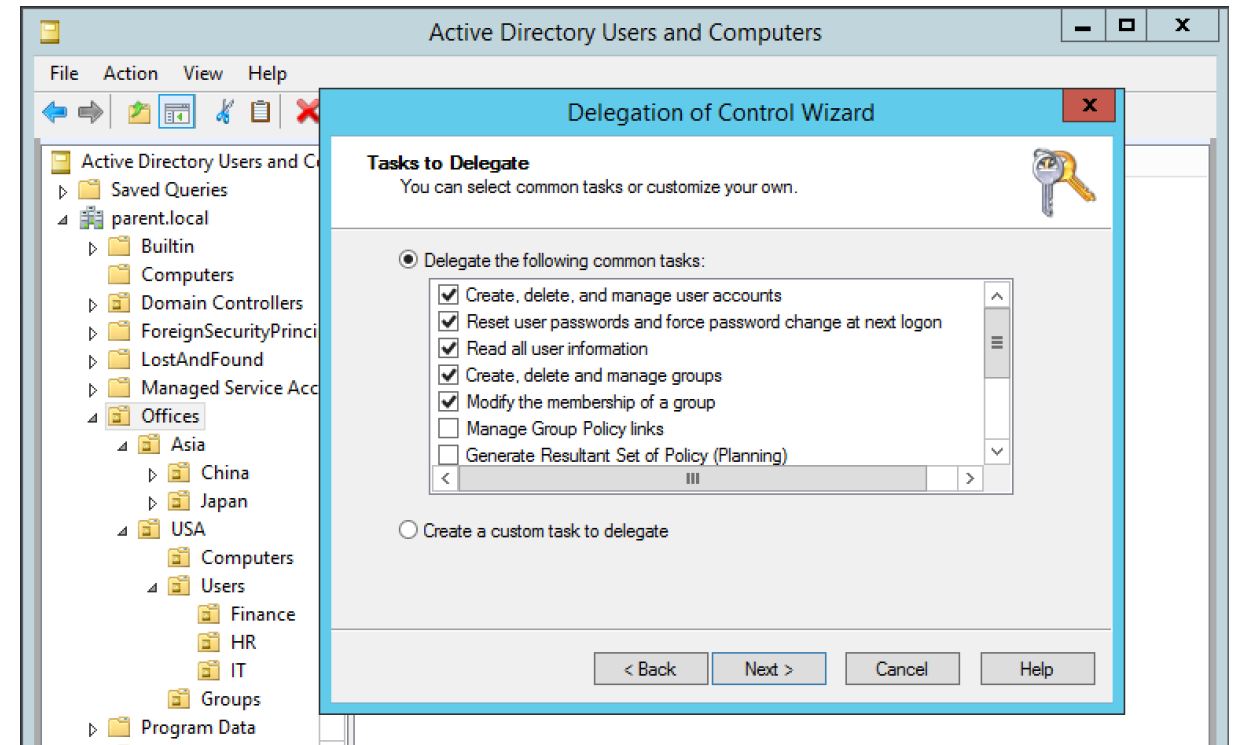 Active Directory Users and Computers
File Action View Help
Active Directory Users and C
Saved Queries
parent.local
Builtin
Computers
Domain Controllers
ForeignSecurityPrinci
LostAndFound
Managed Service Acc
Offices
Asia
China
Japan
USA
Computers
Users
Finance
HR
IT
Groups
Program Data
Delegation of Control Wizard
Tasks to Delegate
You can select common tasks or customize your own.
Delegate the following common tasks:
Create, delete, and manage user accounts
Reset user passwords and force password change at next logon
Read all user information
Create, delete and manage groups
Modify the membership of a group
Manage Group Policy links
Generate Resultant Set of Policy (Planning)
Create a custom task to delegate
< Back Next > Cancel Help